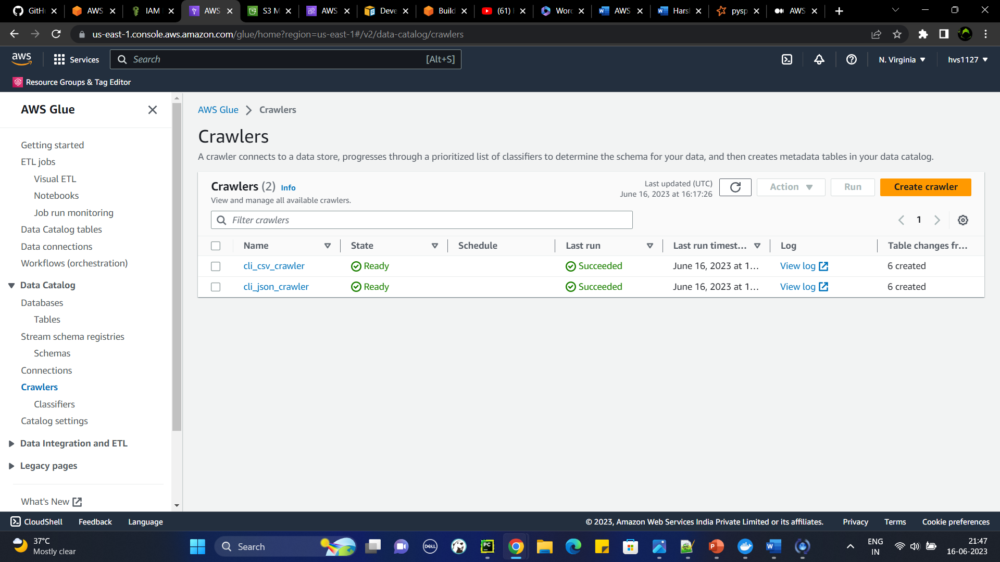 GitH
AWS
IAM
AWS
S3 M
AWS
Deve
Build
(61)
Word
AWS
Harsh
pysp
AWS
us-east-1.console.aws.amazon.com/glue/home?region=us-east-1#/v2/data-catalog/crawlers
aws
Services
Search
[Alt+S]
N. Virginia
hvs1127
Resource Groups & Tag Editor
AWS Glue
Getting started
ETL jobs
Visual ETL
Notebooks
Job run monitoring
Data Catalog tables
Data connections
Workflows (orchestration)
Data Catalog
Databases
Tables
Stream schema registries
Schemas
Connections
Crawlers
Classifiers
Catalog settings
Data Integration and ETL
Legacy pages
What's New
AWS Glue
Crawlers
Crawlers
A crawler connects to a data store, progresses through a prioritized list of classifiers to determine the schema for your data, and then creates metadata tables in your data catalog.
Crawlers (2) Info
View and manage all available crawlers.
Last updated (UTC)
June 16, 2023 at 16:17:26
Action
Run
Create crawler
Filter crawlers
1
Name State Schedule Last run Last run timest... Log Table changes fr...
cli_csv_crawler Ready Succeeded June 16, 2023 at 1... View log 6 created
cli_json_crawler Ready Succeeded June 16, 2023 at 1... View log 6 created
CloudShell Feedback Language
© 2023, Amazon Web Services India Private Limited or its affiliates. Privacy Terms Cookie preferences
37°C
Mostly clear
Search
DELL
PC
P
W
ENG
IN
21:47
16-06-2023